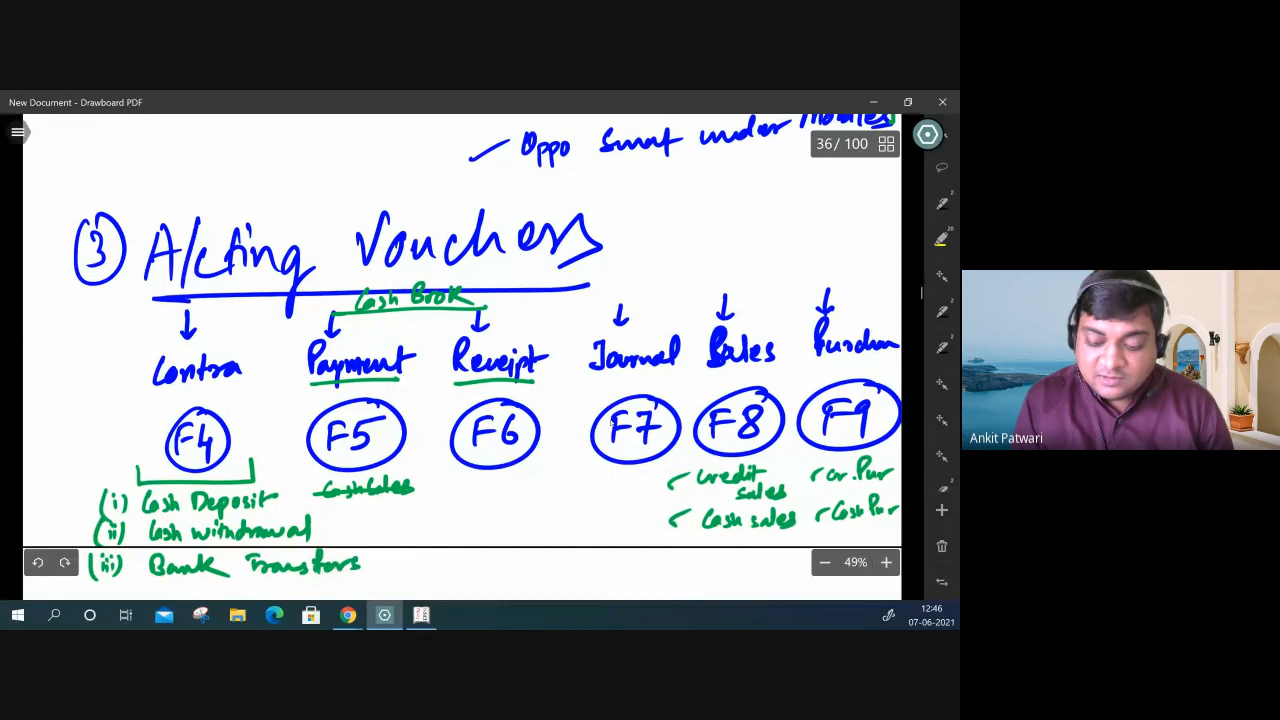 New Document - Drawboard PDF
36 / 100
✓ Oppo Smart under Mobiles
③ A/cting Vouchers
Cash Book
↓ ↓ ↓ ↓ ↓ ↓
Contra Payment Receipt Journal Sales Purchase
F4 F5 F6 F7 F8 F9
(i) Cash Deposit
(ii) Cash withdrawal
(iii) Bank Transfers
Cash Sales
✓ credit sales
✓ Cash sales
✓ cr. Pur
✓ Cash Pur
49%
Ankit Patwari
12:46
07-06-2021